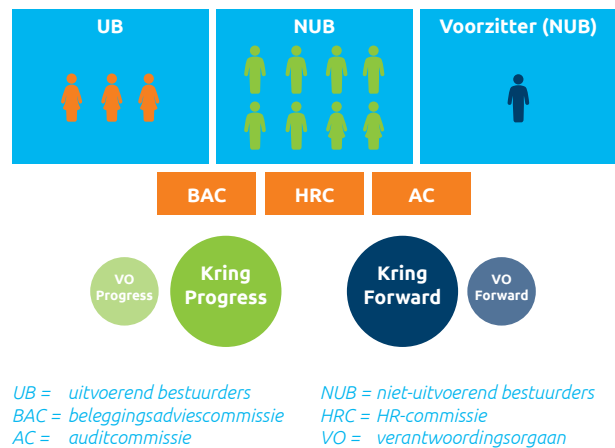 UB
NUB
Voorzitter (NUB)
BAC
HRC
AC
VO
Progress
Kring
Progress
Kring
Forward
VO
Forward
UB = uitvoerend bestuurders
BAC = beleggingsadviescommissie
AC = auditcommissie
NUB = niet-uitvoerend bestuurders
HRC = HR-commissie
VO = verantwoordingsorgaan